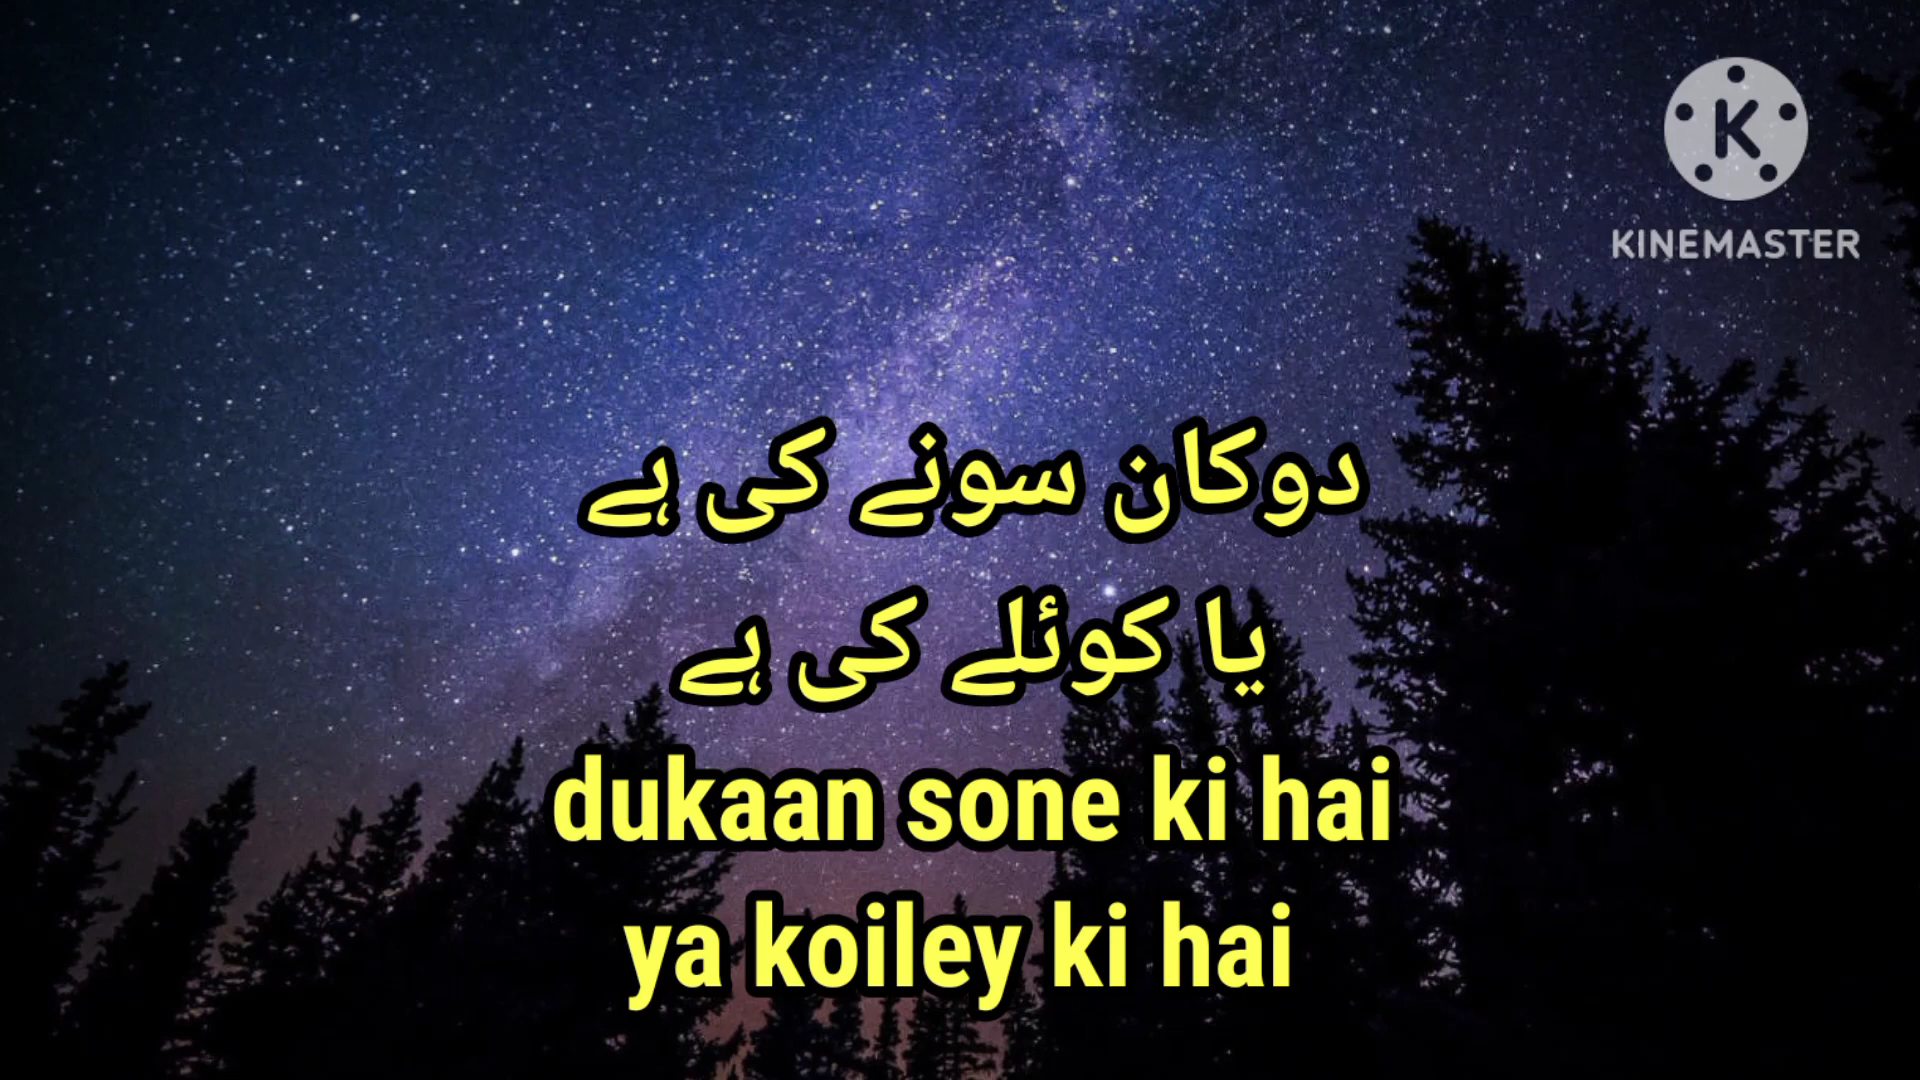 KINEMASTER
دوکان سونے کی ہے
یا کوئلے کی ہے
dukaan sone ki hai
ya koiley ki hai